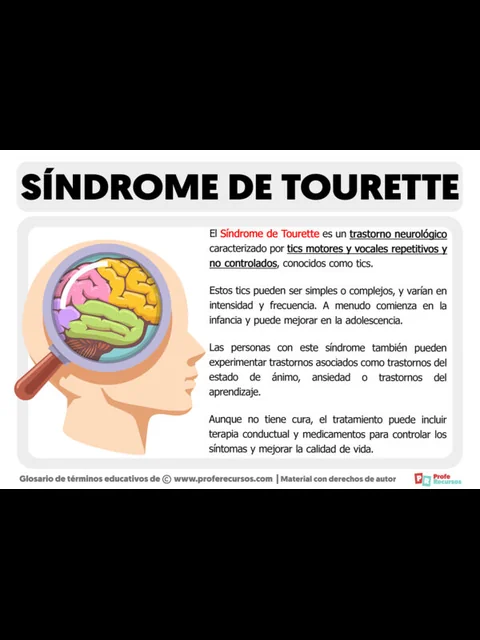 SÍNDROME DE TOURETTE
El Síndrome de Tourette es un trastorno neurológico
caracterizado por tics motores y vocales repetitivos y
no controlados, conocidos como tics.
Estos tics pueden ser simples o complejos, y varían en
intensidad y frecuencia. A menudo comienza en la
infancia y puede mejorar en la adolescencia.
Las personas con este síndrome también pueden
experimentar trastornos asociados como trastornos del
estado de ánimo, ansiedad o trastornos del
aprendizaje.
Aunque no tiene cura, el tratamiento puede incluir
terapia conductual y medicamentos para controlar los
síntomas y mejorar la calidad de vida.
Glosario de términos educativos de © www.proferecursos.com | Material con derechos de autor
Profe
Recursos